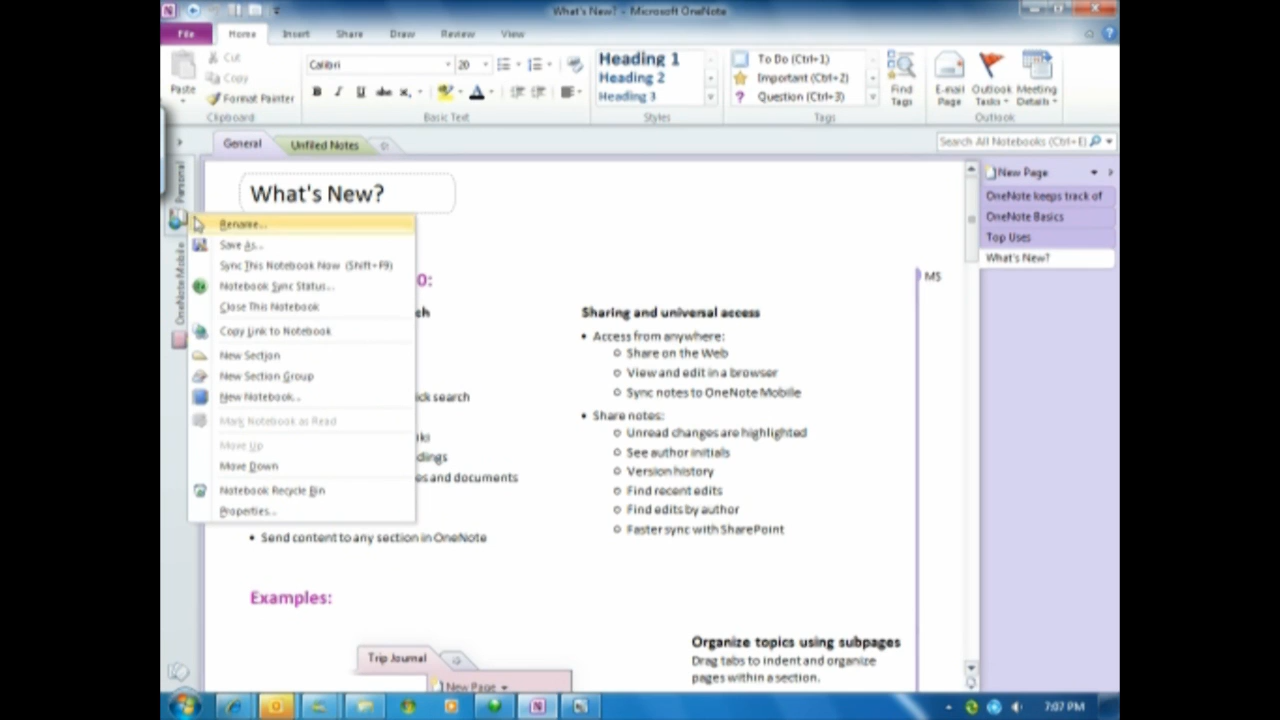 What's New? - Microsoft OneNote
File Home Insert Share Draw Review View
Paste
Cut
Copy
Format Painter
Clipboard
Calibri 20
B I U abc
A
Basic Text
Heading 1
Heading 2
Heading 3
Styles
To Do (Ctrl+1)
Important (Ctrl+2)
Question (Ctrl+3)
Tags
Find
Tags
E-mail
Page
Outlook
Tasks
Meeting
Details
Outlook
General Unfiled Notes
Search All Notebooks (Ctrl+E)
Personal
OneNote Mobile
What's New?
New Page
OneNote keeps track of
OneNote Basics
Top Uses
What's New?
Rename...
Save As...
Sync This Notebook Now (Shift+F9)
Notebook Sync Status...
Close This Notebook
Copy Link to Notebook
New Section
New Section Group
New Notebook...
Mark Notebook as Read
Move Up
Move Down
Notebook Recycle Bin
Properties...
0:
MS
ch
Sharing and universal access
• Access from anywhere:
Share on the Web
View and edit in a browser
Sync notes to OneNote Mobile
ick search
• Share notes:
Unread changes are highlighted
iki
See author initials
dings
Version history
es and documents
Find recent edits
Find edits by author
Faster sync with SharePoint
• Send content to any section in OneNote
Examples:
Trip Journal
New Page
Organize topics using subpages
Drag tabs to indent and organize
pages within a section.
7:07 PM